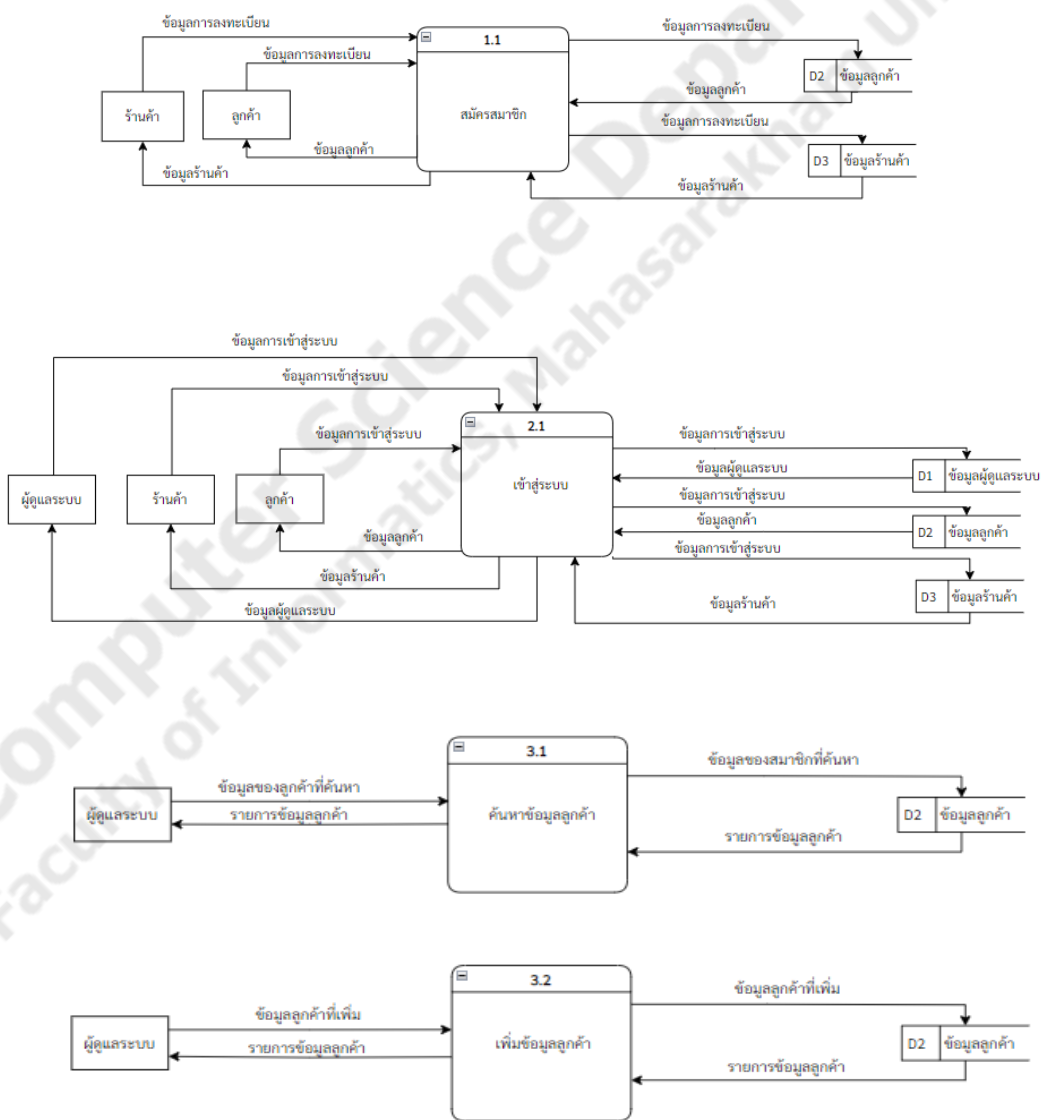 ข้อมูลการลงทะเบียน
1.1
ข้อมูลการลงทะเบียน
ข้อมูลการลงทะเบียน
D2 ข้อมูลลูกค้า
ข้อมูลลูกค้า
ร้านค้า
ลูกค้า
สมัครสมาชิก
ข้อมูลการลงทะเบียน
ข้อมูลลูกค้า
D3 ข้อมูลร้านค้า
ข้อมูลร้านค้า
ข้อมูลร้านค้า
ข้อมูลการเข้าสู่ระบบ
ข้อมูลการเข้าสู่ระบบ
2.1
ข้อมูลการเข้าสู่ระบบ
ข้อมูลการเข้าสู่ระบบ
ข้อมูลผู้ดูแลระบบ
D1 ข้อมูลผู้ดูแลระบบ
ผู้ดูแลระบบ
ร้านค้า
ลูกค้า
เข้าสู่ระบบ
ข้อมูลการเข้าสู่ระบบ
ข้อมูลลูกค้า
D2 ข้อมูลลูกค้า
ข้อมูลลูกค้า
ข้อมูลการเข้าสู่ระบบ
ข้อมูลร้านค้า
D3 ข้อมูลร้านค้า
ข้อมูลผู้ดูแลระบบ
ข้อมูลร้านค้า
3.1
ข้อมูลของสมาชิกที่ค้นหา
ข้อมูลของลูกค้าที่ค้นหา
ผู้ดูแลระบบ
รายการข้อมูลลูกค้า
ค้นหาข้อมูลลูกค้า
D2 ข้อมูลลูกค้า
รายการข้อมูลลูกค้า
3.2
ข้อมูลลูกค้าที่เพิ่ม
ข้อมูลลูกค้าที่เพิ่ม
ผู้ดูแลระบบ
รายการข้อมูลลูกค้า
เพิ่มข้อมูลลูกค้า
D2 ข้อมูลลูกค้า
รายการข้อมูลลูกค้า
Computer Science Depar
Faculty of Informatics, Mahasarakham Un